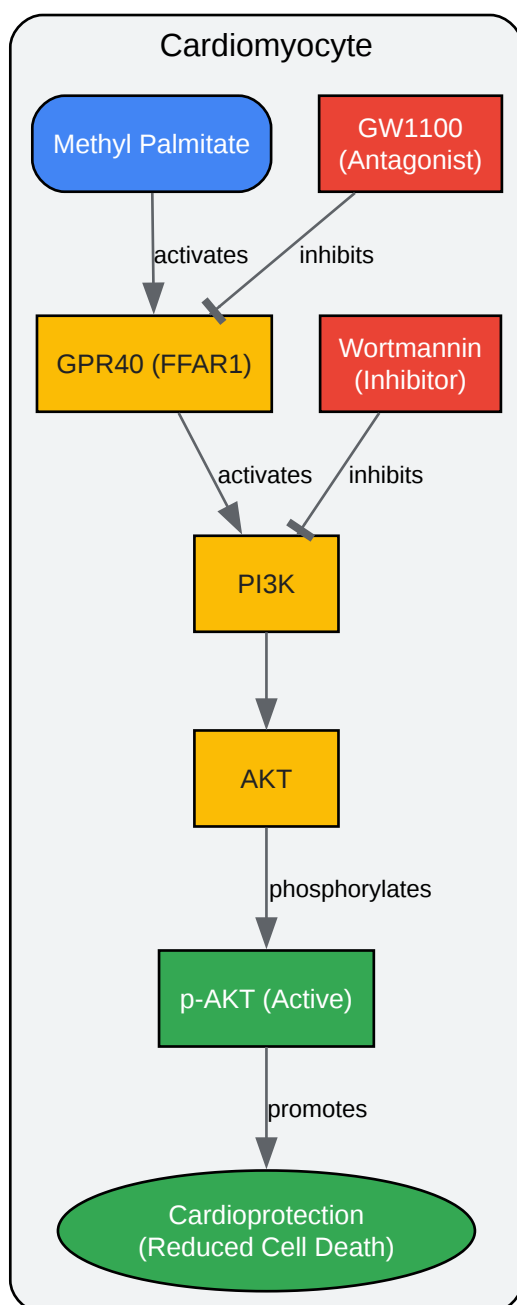 Cardiomyocyte
Methyl Palmitate
GW1100
(Antagonist)
activates
inhibits
GPR40 (FFAR1)
Wortmannin
(Inhibitor)
activates
inhibits
PI3K
AKT
phosphorylates
p-AKT (Active)
promotes
Cardioprotection
(Reduced Cell Death)